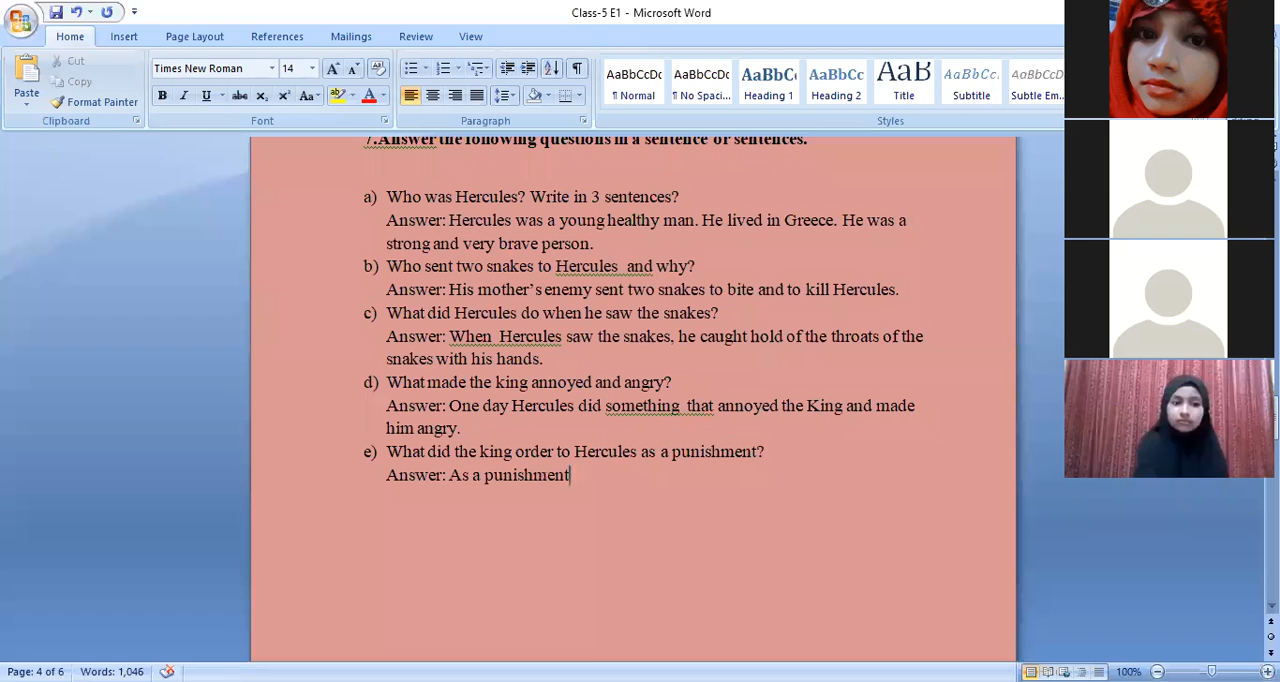 Class-5 E1 - Microsoft Word
Home Insert Page Layout References Mailings Review View
Cut
Copy
Paste
Format Painter
Times New Roman 14
AaBbCcDc AaBbCcDc AaBbC AaBbCc AaB AaBbCc. AaBbCcDc
¶ Normal ¶ No Spaci... Heading 1 Heading 2 Title Subtitle Subtle Em...
Clipboard Font Paragraph Styles
7.Answer the following questions in a sentence or sentences.
a) Who was Hercules? Write in 3 sentences?
Answer: Hercules was a young healthy man. He lived in Greece. He was a
strong and very brave person.
b) Who sent two snakes to Hercules and why?
Answer: His mother’s enemy sent two snakes to bite and to kill Hercules.
c) What did Hercules do when he saw the snakes?
Answer: When Hercules saw the snakes, he caught hold of the throats of the
snakes with his hands.
d) What made the king annoyed and angry?
Answer: One day Hercules did something that annoyed the King and made
him angry.
e) What did the king order to Hercules as a punishment?
Answer: As a punishment
Page: 4 of 6 Words: 1,046 100%